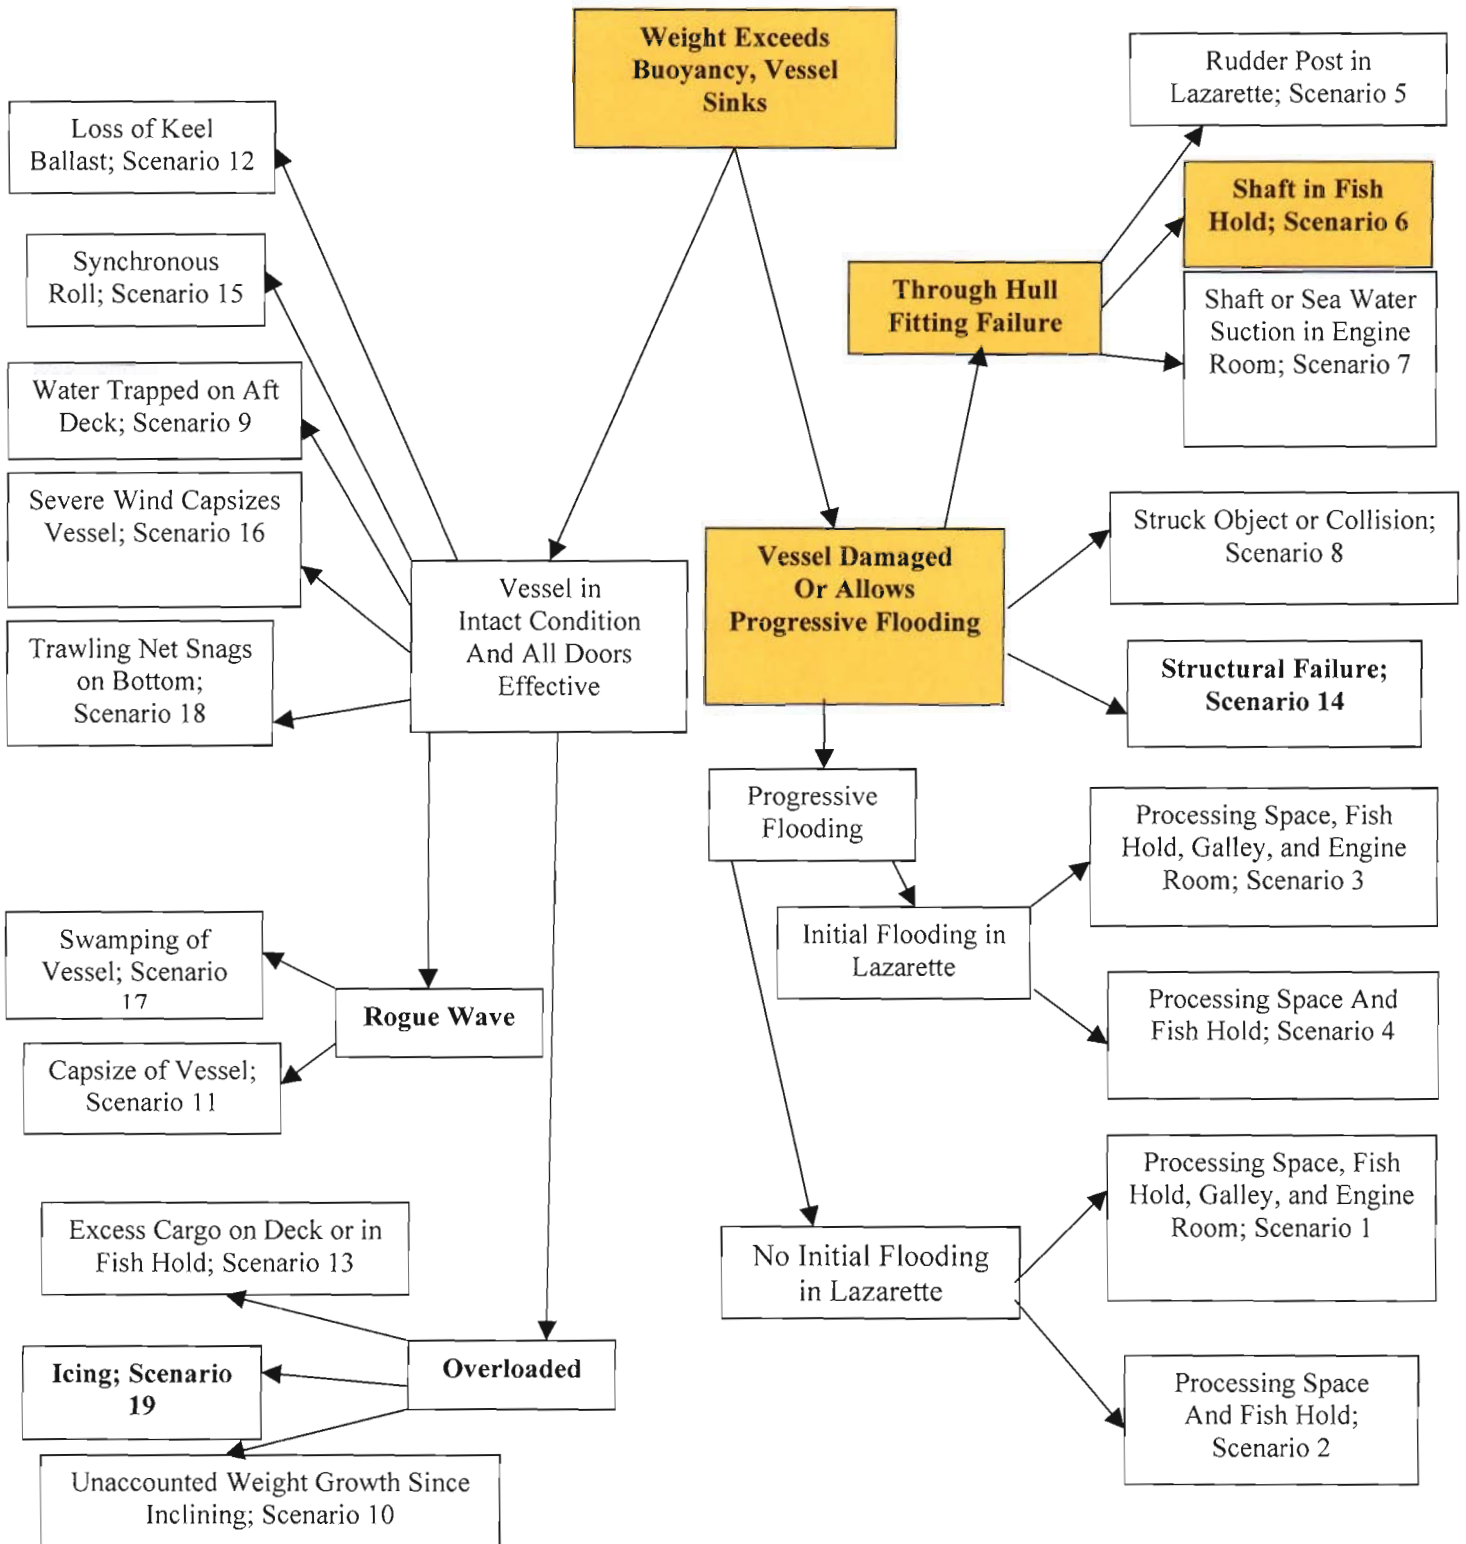 Weight Exceeds
Buoyancy, Vessel
Sinks
Rudder Post in
Lazarette; Scenario 5
Loss of Keel
Ballast; Scenario 12
Shaft in Fish
Hold; Scenario 6
Synchronous
Roll; Scenario 15
Through Hull
Fitting Failure
Shaft or Sea Water
Suction in Engine
Room; Scenario 7
Water Trapped on Aft
Deck; Scenario 9
Severe Wind Capsizes
Vessel; Scenario 16
Struck Object or Collision;
Scenario 8
Vessel in
Intact Condition
And All Doors
Effective
Vessel Damaged
Or Allows
Progressive Flooding
Trawling Net Snags
on Bottom;
Scenario 18
Structural Failure;
Scenario 14
Progressive
Flooding
Processing Space, Fish
Hold, Galley, and Engine
Room; Scenario 3
Initial Flooding in
Lazarette
Swamping of
Vessel; Scenario
17
Rogue Wave
Processing Space And
Fish Hold; Scenario 4
Capsize of Vessel;
Scenario 11
Processing Space, Fish
Hold, Galley, and Engine
Room; Scenario 1
Excess Cargo on Deck or in
Fish Hold; Scenario 13
No Initial Flooding
in Lazarette
Icing; Scenario
19
Overloaded
Processing Space
And Fish Hold;
Scenario 2
Unaccounted Weight Growth Since
Inclining; Scenario 10